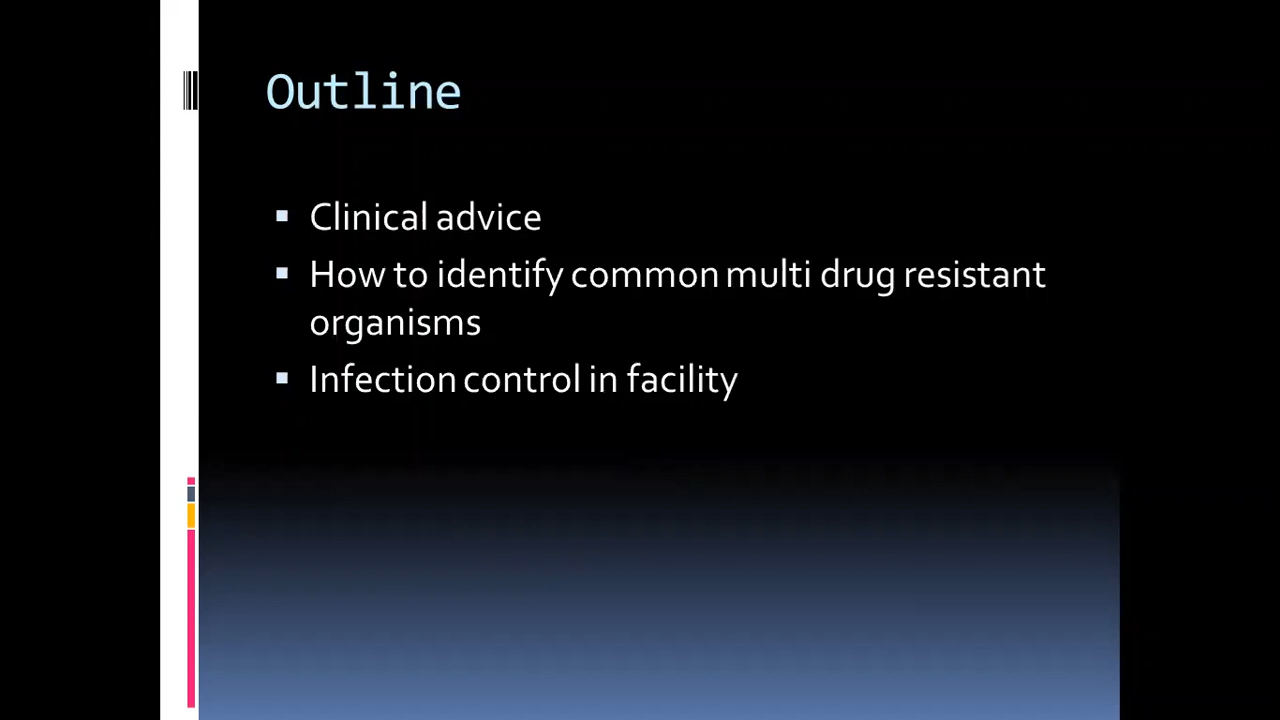 Outline
▪ Clinical advice
▪ How to identify common multi drug resistant
organisms
▪ Infection control in facility